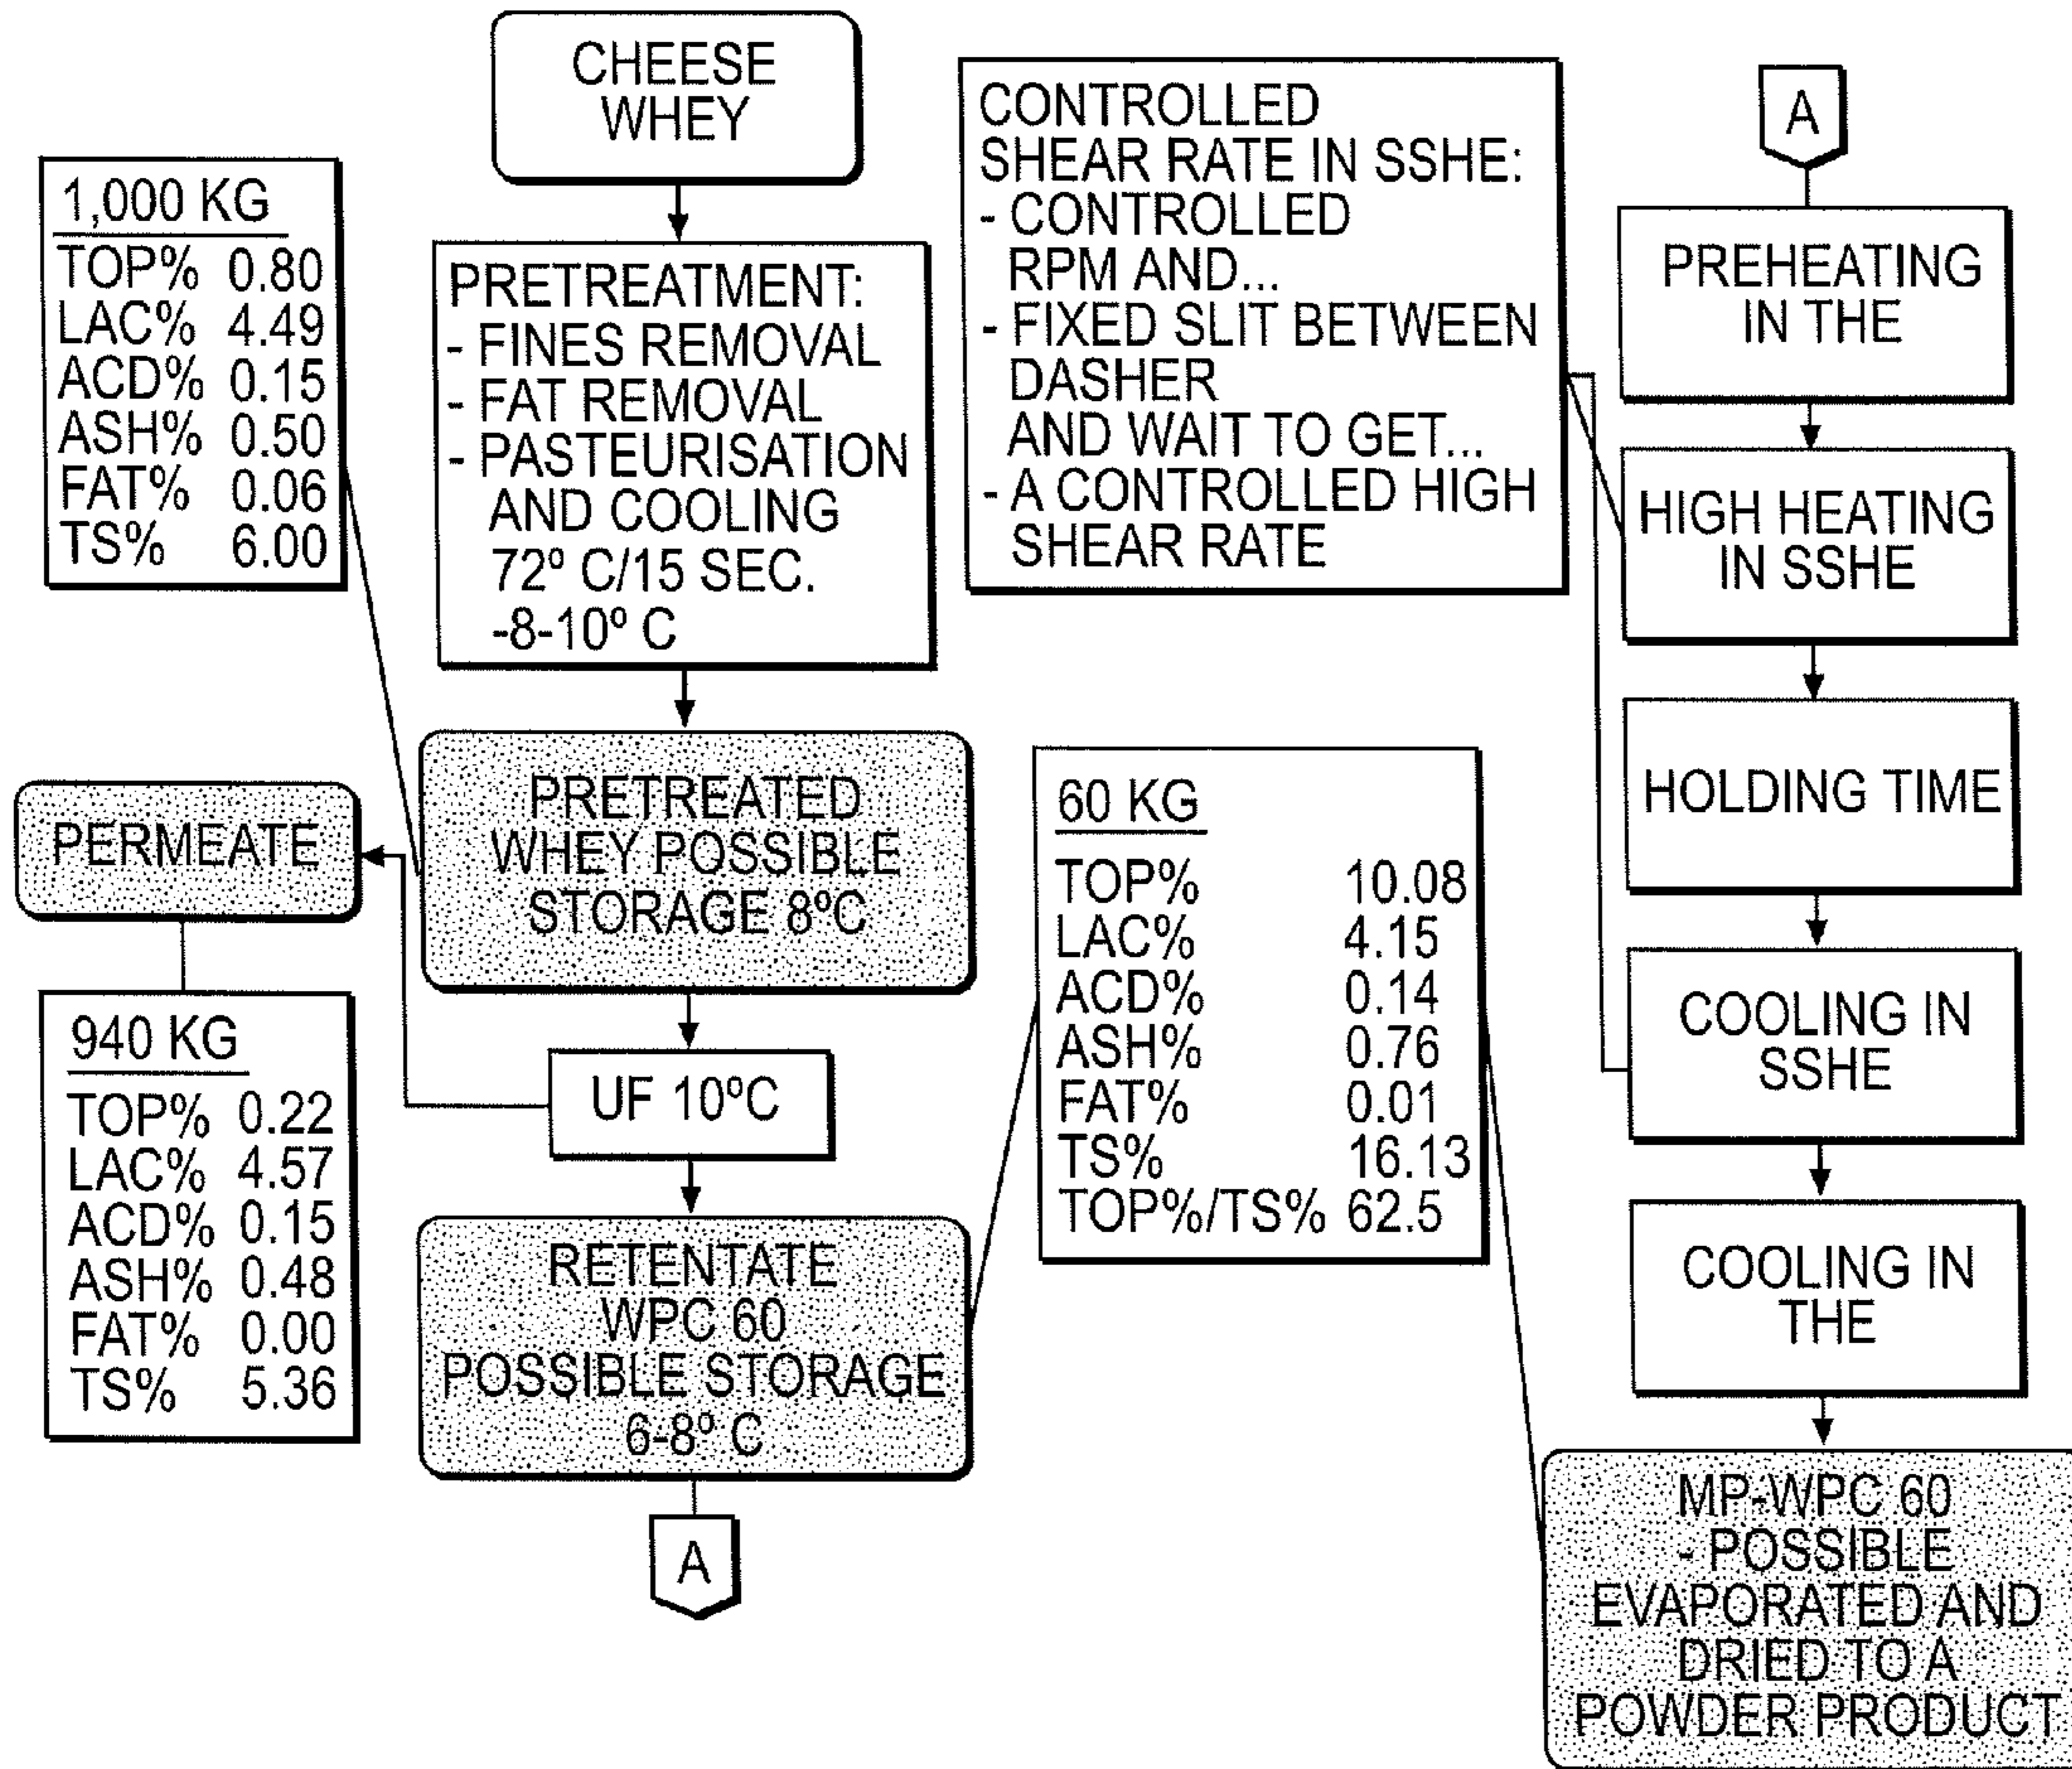 CHEESE
WHEY
1,000 KG
TOP% 0.80
LAC% 4.49
ACD% 0.15
ASH% 0.50
FAT% 0.06
TS% 6.00
PRETREATMENT:
- FINES REMOVAL
- FAT REMOVAL
- PASTEURISATION
AND COOLING
72º C/15 SEC.
-8-10º C
PRETREATED
WHEY POSSIBLE
STORAGE 8ºC
PERMEATE
940 KG
TOP% 0.22
LAC% 4.57
ACD% 0.15
ASH% 0.48
FAT% 0.00
TS% 5.36
UF 10ºC
RETENTATE
WPC 60
POSSIBLE STORAGE
6-8º C
A
60 KG
TOP% 10.08
LAC% 4.15
ACD% 0.14
ASH% 0.76
FAT% 0.01
TS% 16.13
TOP%/TS% 62.5
CONTROLLED
SHEAR RATE IN SSHE:
- CONTROLLED
RPM AND...
- FIXED SLIT BETWEEN
DASHER
AND WAIT TO GET...
- A CONTROLLED HIGH
SHEAR RATE
A
PREHEATING
IN THE
HIGH HEATING
IN SSHE
HOLDING TIME
COOLING IN
SSHE
COOLING IN
THE
MP-WPC 60
- POSSIBLE
EVAPORATED AND
DRIED TO A
POWDER PRODUCT